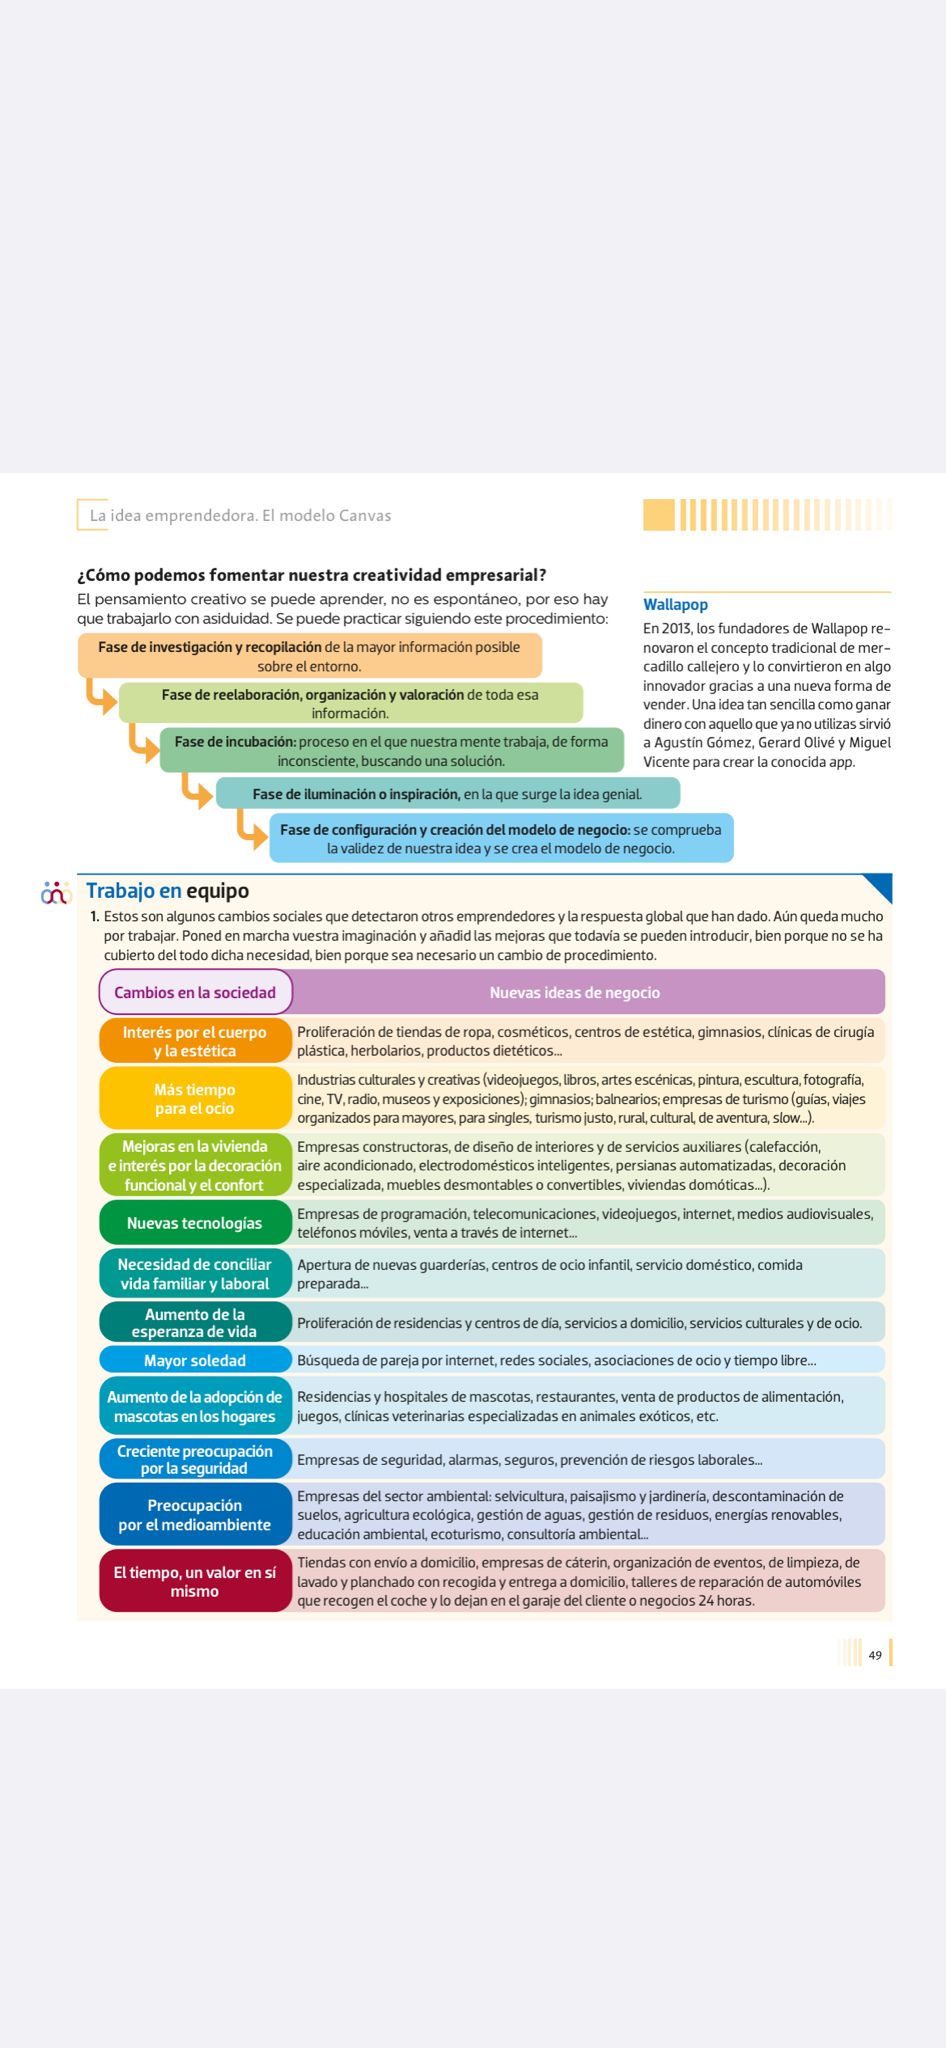 La idea emprendedora. El modelo Canvas
¿Cómo podemos fomentar nuestra creatividad empresarial?
El pensamiento creativo se puede aprender, no es espontáneo, por eso hay
que trabajarlo con asiduidad. Se puede practicar siguiendo este procedimiento:
Fase de investigación y recopilación de la mayor información posible
sobre el entorno.
Fase de reelaboración, organización y valoración de toda esa
información.
Fase de incubación: proceso en el que nuestra mente trabaja, de forma
inconsciente, buscando una solución.
Fase de iluminación o inspiración, en la que surge la idea genial.
Fase de configuración y creación del modelo de negocio: se comprueba
la validez de nuestra idea y se crea el modelo de negocio.
Wallapop
En 2013, los fundadores de Wallapop re-
novaron el concepto tradicional de mer-
cadillo callejero y lo convirtieron en algo
innovador gracias a una nueva forma de
vender. Una idea tan sencilla como ganar
dinero con aquello que ya no utilizas sirvió
a Agustín Gómez, Gerard Olivé y Miguel
Vicente para crear la conocida app.
Trabajo en equipo
1. Estos son algunos cambios sociales que detectaron otros emprendedores y la respuesta global que han dado. Aún queda mucho
por trabajar. Poned en marcha vuestra imaginación y añadid las mejoras que todavía se pueden introducir, bien porque no se ha
cubierto del todo dicha necesidad, bien porque sea necesario un cambio de procedimiento.
Cambios en la sociedad
Nuevas ideas de negocio
Interés por el cuerpo
y la estética
Proliferación de tiendas de ropa, cosméticos, centros de estética, gimnasios, clínicas de cirugía
plástica, herbolarios, productos dietéticos...
Más tiempo
para el ocio
Industrias culturales y creativas (videojuegos, libros, artes escénicas, pintura, escultura, fotografía,
cine, TV, radio, museos y exposiciones); gimnasios; balnearios; empresas de turismo (guías, viajes
organizados para mayores, para singles, turismo justo, rural, cultural, de aventura, slow...).
Mejoras en la vivienda
e interés por la decoración
funcional y el confort
Empresas constructoras, de diseño de interiores y de servicios auxiliares (calefacción,
aire acondicionado, electrodomésticos inteligentes, persianas automatizadas, decoración
especializada, muebles desmontables o convertibles, viviendas domóticas...).
Nuevas tecnologías
Empresas de programación, telecomunicaciones, videojuegos, internet, medios audiovisuales,
teléfonos móviles, venta a través de internet...
Necesidad de conciliar
vida familiar y laboral
Apertura de nuevas guarderías, centros de ocio infantil, servicio doméstico, comida
preparada...
Aumento de la
esperanza de vida
Proliferación de residencias y centros de día, servicios a domicilio, servicios culturales y de ocio.
Mayor soledad
Búsqueda de pareja por internet, redes sociales, asociaciones de ocio y tiempo libre...
Aumento de la adopción de
mascotas en los hogares
Residencias y hospitales de mascotas, restaurantes, venta de productos de alimentación,
juegos, clínicas veterinarias especializadas en animales exóticos, etc.
Creciente preocupación
por la seguridad
Empresas de seguridad, alarmas, seguros, prevención de riesgos laborales...
Preocupación
por el medioambiente
Empresas del sector ambiental: selvicultura, paisajismo y jardinería, descontaminación de
suelos, agricultura ecológica, gestión de aguas, gestión de residuos, energías renovables,
educación ambiental, ecoturismo, consultoría ambiental...
El tiempo, un valor en sí
mismo
Tiendas con envío a domicilio, empresas de cáterin, organización de eventos, de limpieza, de
lavado y planchado con recogida y entrega a domicilio, talleres de reparación de automóviles
que recogen el coche y lo dejan en el garaje del cliente o negocios 24 horas.
49